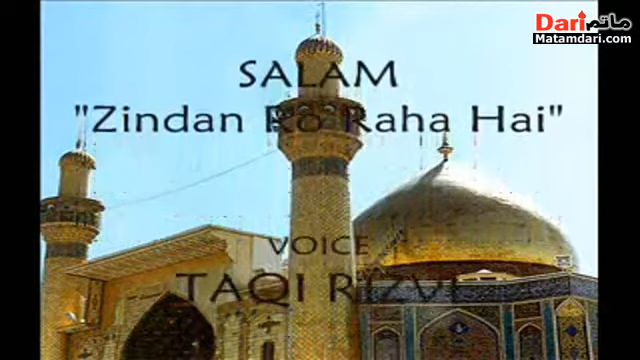 Dari ماتم
Matamdari.com
SALAM
"Zindan Ro Raha Hai"
VOICE
TAQI RIZVI